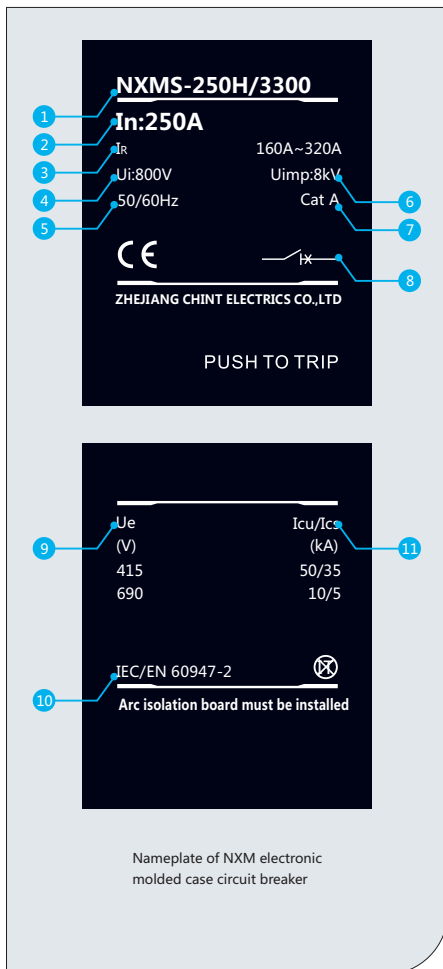 NXMS-250H/3300
1
In:250A
2
IR 160A~320A
3
Ui:800V Uimp:8kV
4 6
50/60Hz Cat A
5 7
CE
8
ZHEJIANG CHINT ELECTRICS CO.,LTD
PUSH TO TRIP
Ue Icu/Ics
9 11
(V) (kA)
415 50/35
690 10/5
IEC/EN 60947-2 IT
10
Arc isolation board must be installed
Nameplate of NXM electronic
molded case circuit breaker